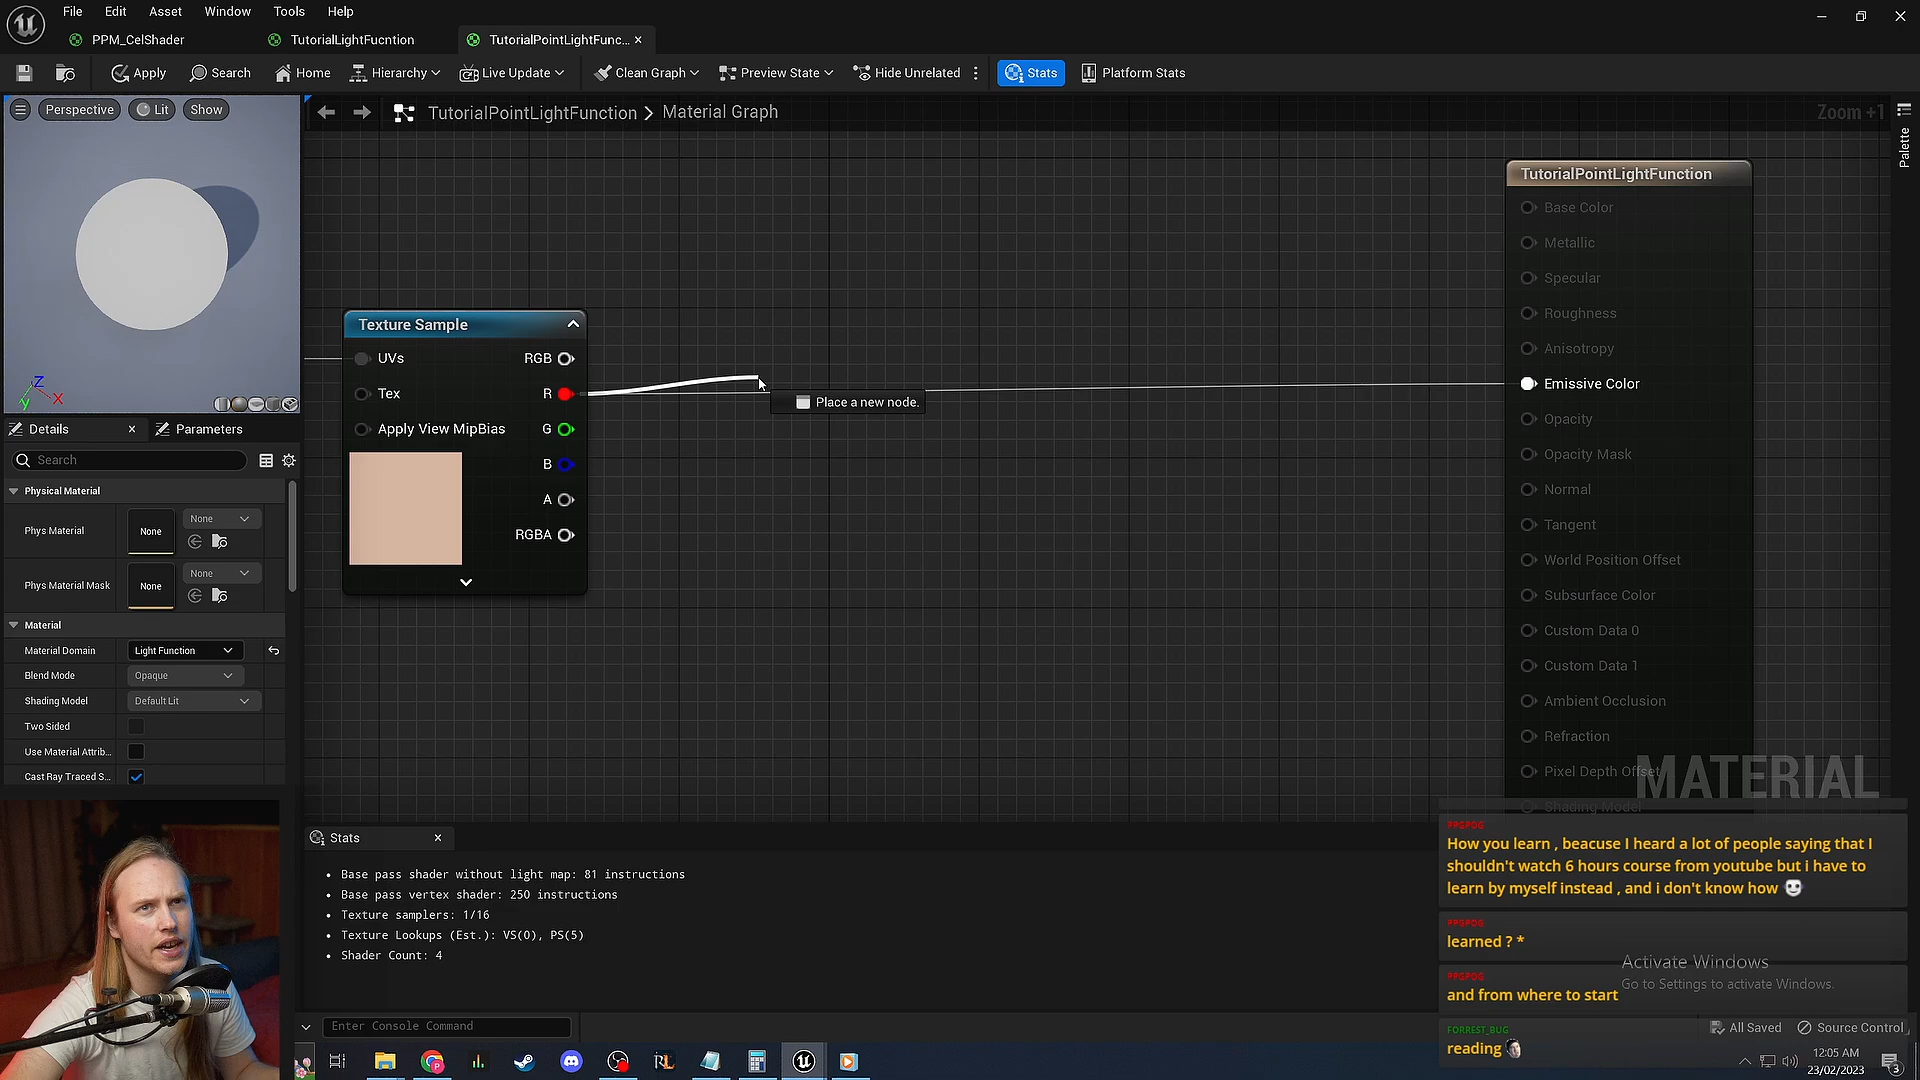 File Edit Asset Window Tools Help
PPM_CelShader TutorialLightFucntion TutorialPointLightFunc...
Apply Search Home Hierarchy Live Update Clean Graph Preview State Hide Unrelated Stats Platform Stats
Perspective Lit Show
TutorialPointLightFunction > Material Graph
Zoom +1
Palette
Z
X
Y
TutorialPointLightFunction
Base Color
Metallic
Specular
Roughness
Anisotropy
Emissive Color
Opacity
Opacity Mask
Normal
Tangent
World Position Offset
Subsurface Color
Custom Data 0
Custom Data 1
Ambient Occlusion
Refraction
Pixel Depth Offset
Shading Model
MATERIAL
Texture Sample
UVs RGB
Tex R
Apply View MipBias G
B
A
RGBA
Place a new node.
Details Parameters
Search
Physical Material
Phys Material None None
Phys Material Mask None None
Material
Material Domain Light Function
Blend Mode Opaque
Shading Model Default Lit
Two Sided
Use Material Attrib...
Cast Ray Traced S...
Stats
Base pass shader without light map: 81 instructions
Base pass vertex shader: 250 instructions
Texture samplers: 1/16
Texture Lookups (Est.): VS(0), PS(5)
Shader Count: 4
Enter Console Command
PPGPOG
How you learn , beacuse I heard a lot of people saying that I
shouldn't watch 6 hours course from youtube but i have to
learn by myself instead , and i don't know how
PPGPOG
learned ? *
PPGPOG
and from where to start
FORREST_BUG
reading
Activate Windows
Go to Settings to activate Windows.
All Saved Source Control
12:05 AM
23/02/2023
3